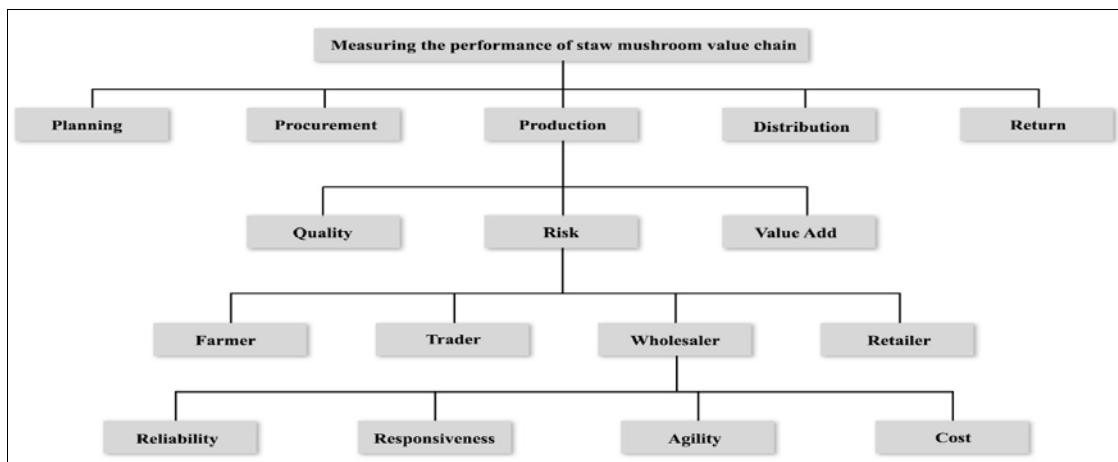 Measuring the performance of staw mushroom value chain
Planning
Procurement
Production
Distribution
Return
Quality
Risk
Value Add
Farmer
Trader
Wholesaler
Retailer
Reliability
Responsiveness
Agility
Cost